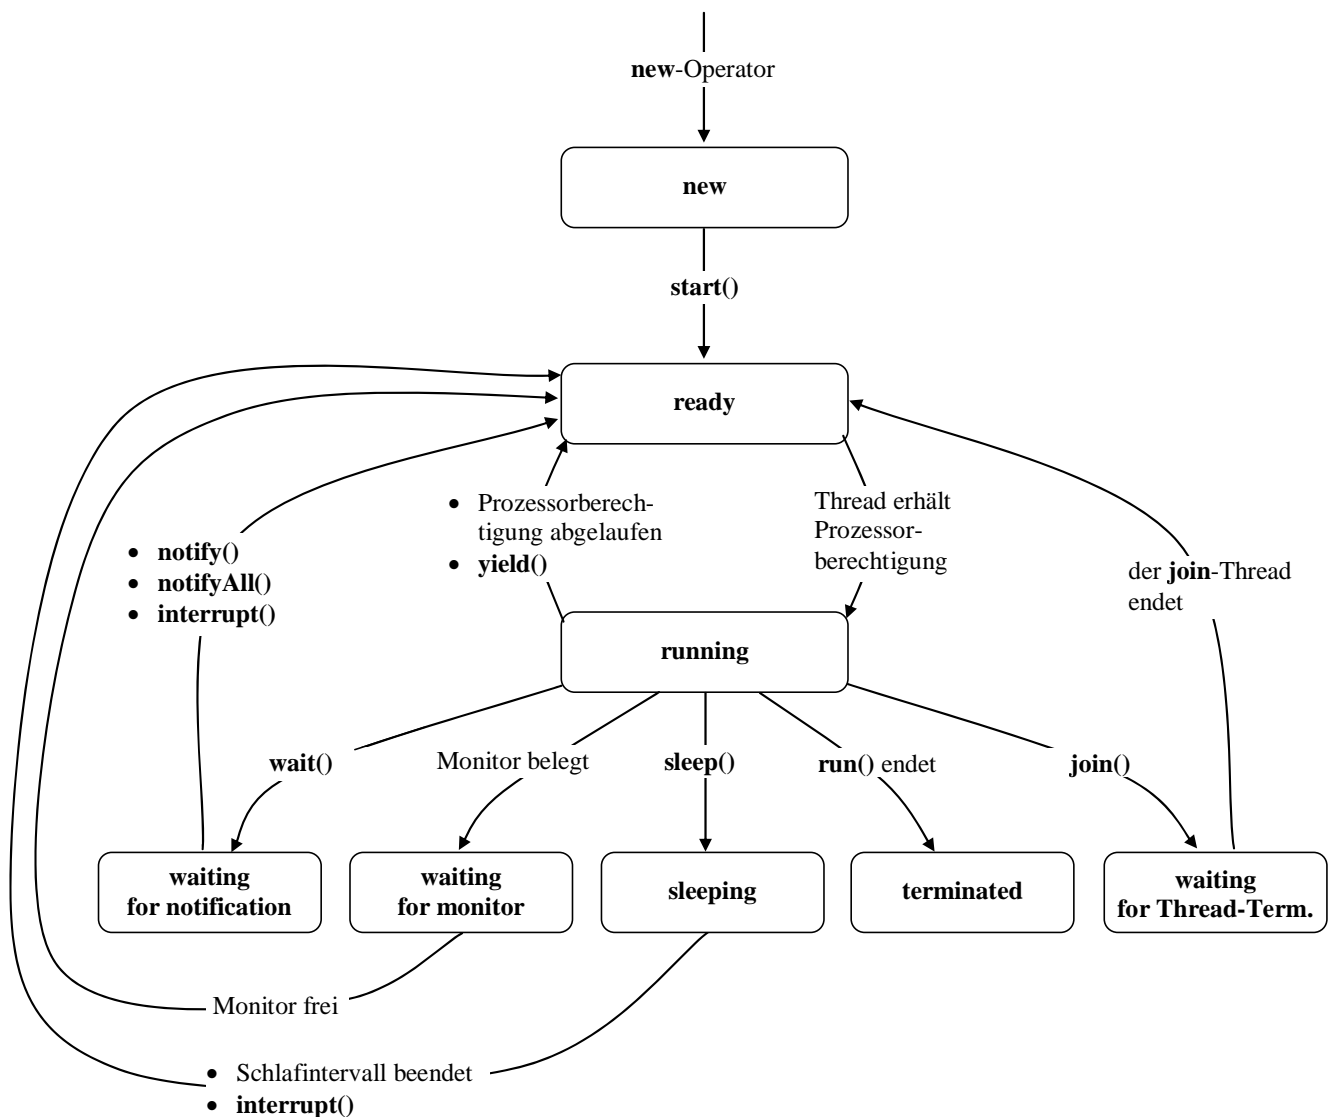 new-Operator
new
start()
ready
• Prozessorberech-
tigung abgelaufen
• yield()
Thread erhält
Prozessor-
berechtigung
• notify()
• notifyAll()
• interrupt()
der join-Thread
endet
running
wait()
Monitor belegt
sleep()
run() endet
join()
waiting
for notification
waiting
for monitor
sleeping
terminated
waiting
for Thread-Term.
Monitor frei
• Schlafintervall beendet
• interrupt()